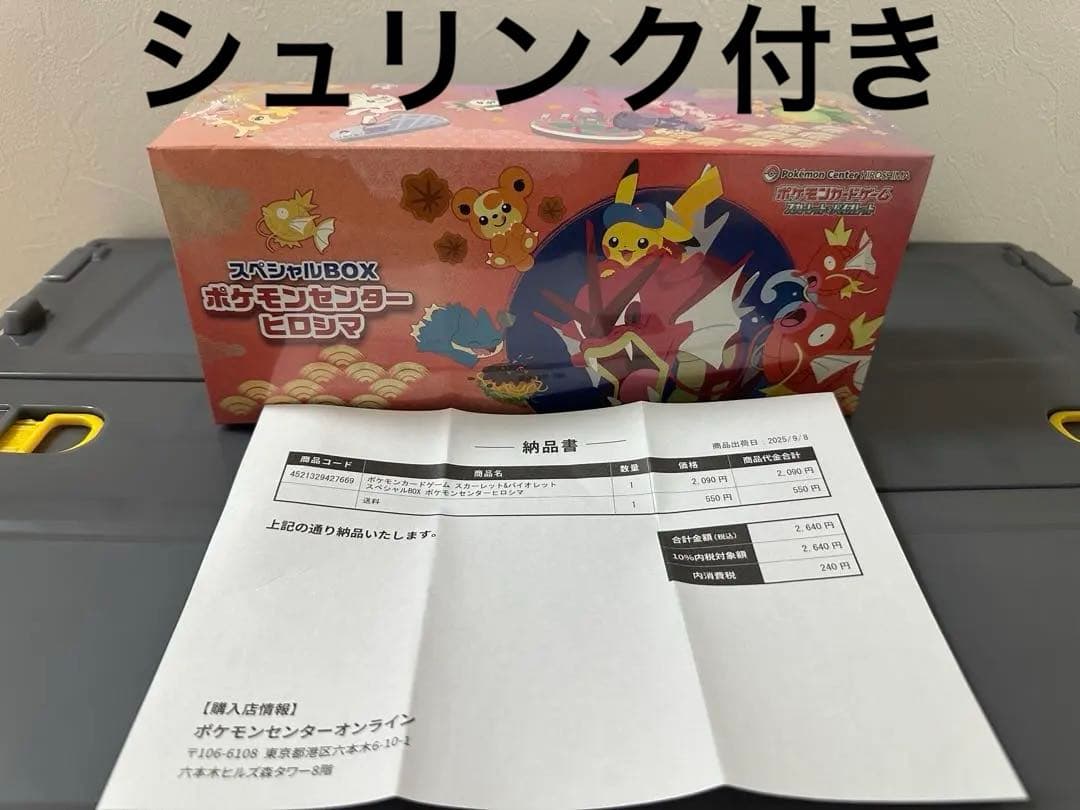 シュリンク付き
Pokémon Center HIROSHIMA
ポケモンカードゲーム
スカーレット&バイオレット
スペシャルBOX
ポケモンセンター
ヒロシマ
納品書
商品出荷日：2025/9/8
商品コード 商品名 数量 価格 商品代金合計
4521329427669 ポケモンカードゲーム スカーレット&バイオレット 1 2,090 円 2,090 円
スペシャルBOX ポケモンセンターヒロシマ
送料 1 550 円 550 円
上記の通り納品いたします。
合計金額(税込) 2,640 円
10%内税対象額 2,640 円
内消費税 240 円
【購入店情報】
ポケモンセンターオンライン
〒106-6108 東京都港区六本木6-10-1
六本木ヒルズ森タワー8階